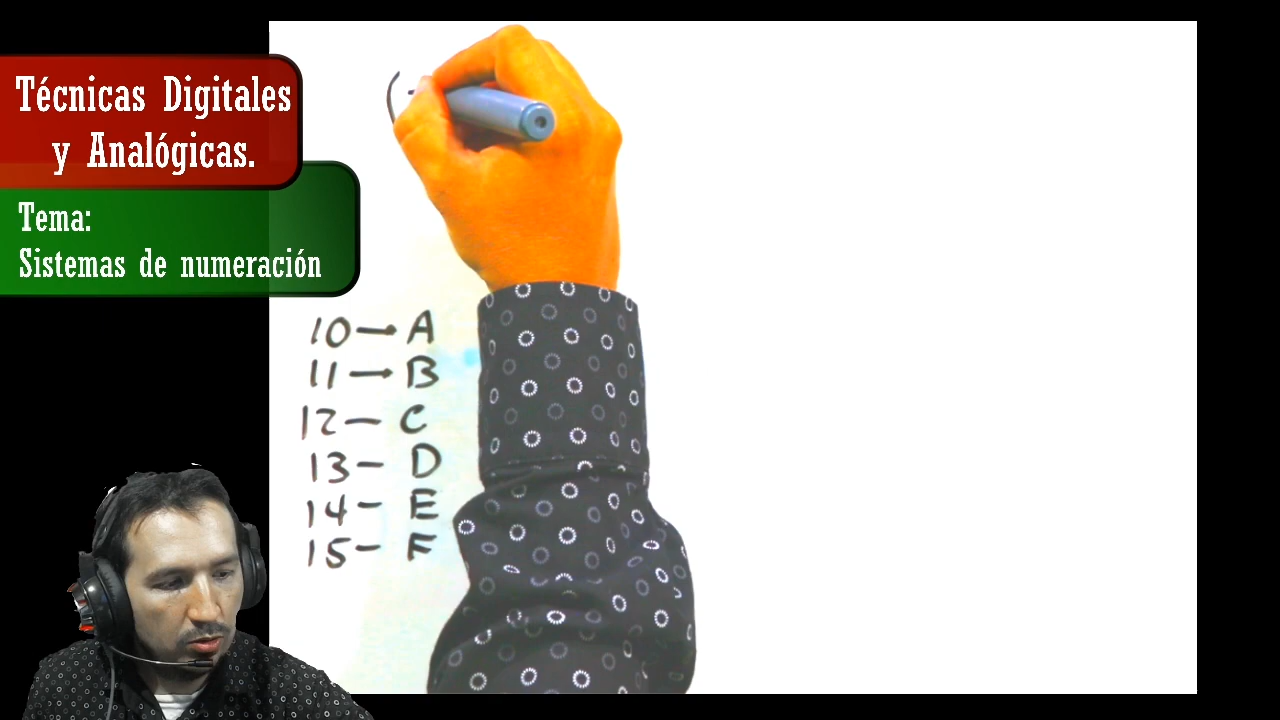 Técnicas Digitales
y Analógicas.
Tema:
Sistemas de numeración
(
10→A
11→B
12—C
13-D
14-E
15-F